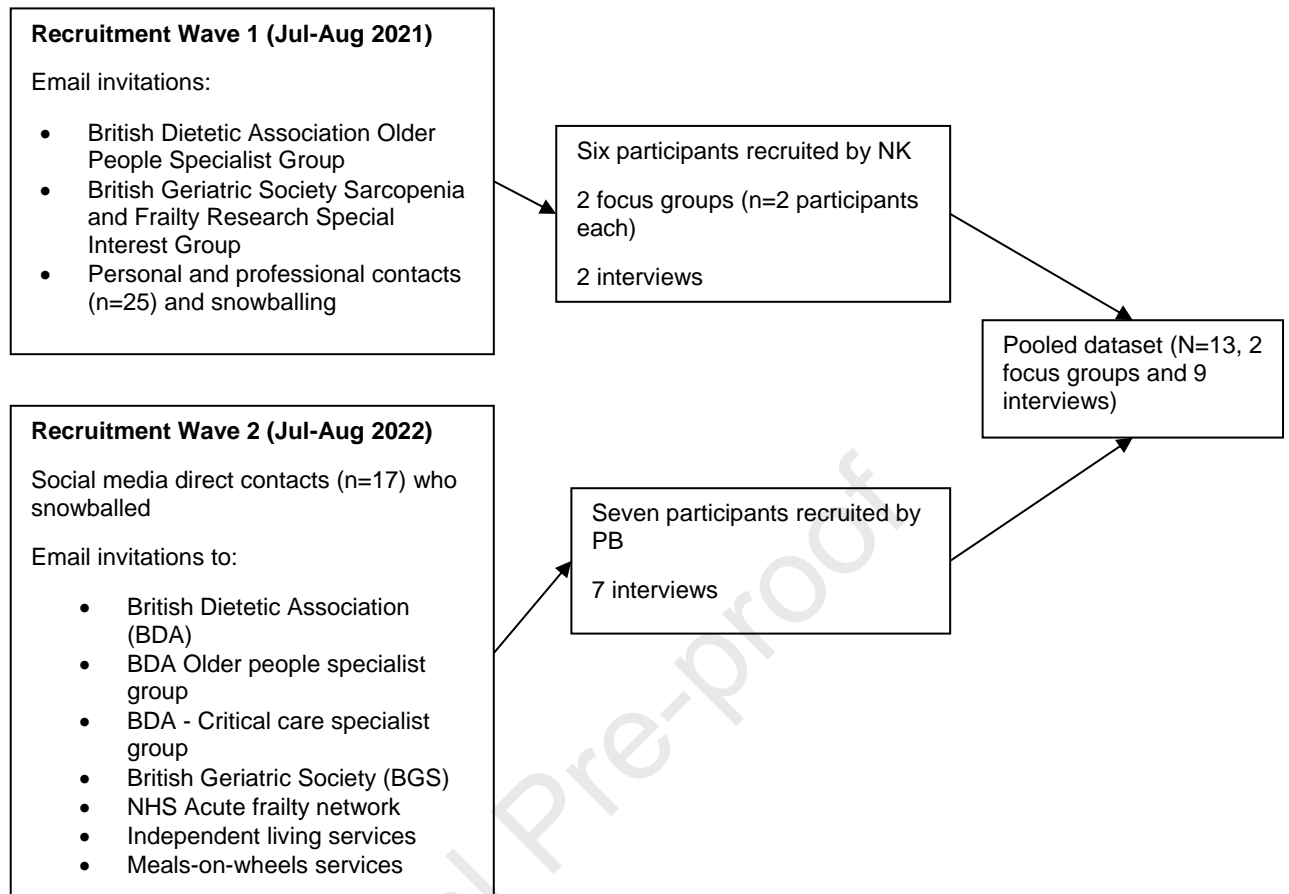 Recruitment Wave 1 (Jul-Aug 2021)
Email invitations:
• British Dietetic Association Older
People Specialist Group
• British Geriatric Society Sarcopenia
and Frailty Research Special
Interest Group
• Personal and professional contacts
(n=25) and snowballing
Six participants recruited by NK
2 focus groups (n=2 participants
each)
2 interviews
Pooled dataset (N=13, 2
focus groups and 9
interviews)
Recruitment Wave 2 (Jul-Aug 2022)
Social media direct contacts (n=17) who
snowballed
Email invitations to:
• British Dietetic Association
(BDA)
• BDA Older people specialist
group
• BDA - Critical care specialist
group
• British Geriatric Society (BGS)
• NHS Acute frailty network
• Independent living services
• Meals-on-wheels services
Seven participants recruited by
PB
7 interviews
Pre-proof